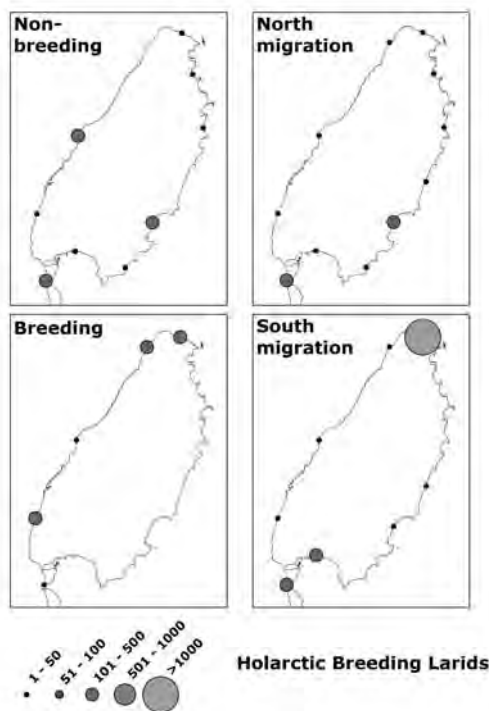 Non-
breeding
North
migration
Breeding
South
migration
1 - 50
51 - 100
101 - 500
501 - 1000
>1000
Holarctic Breeding Larids